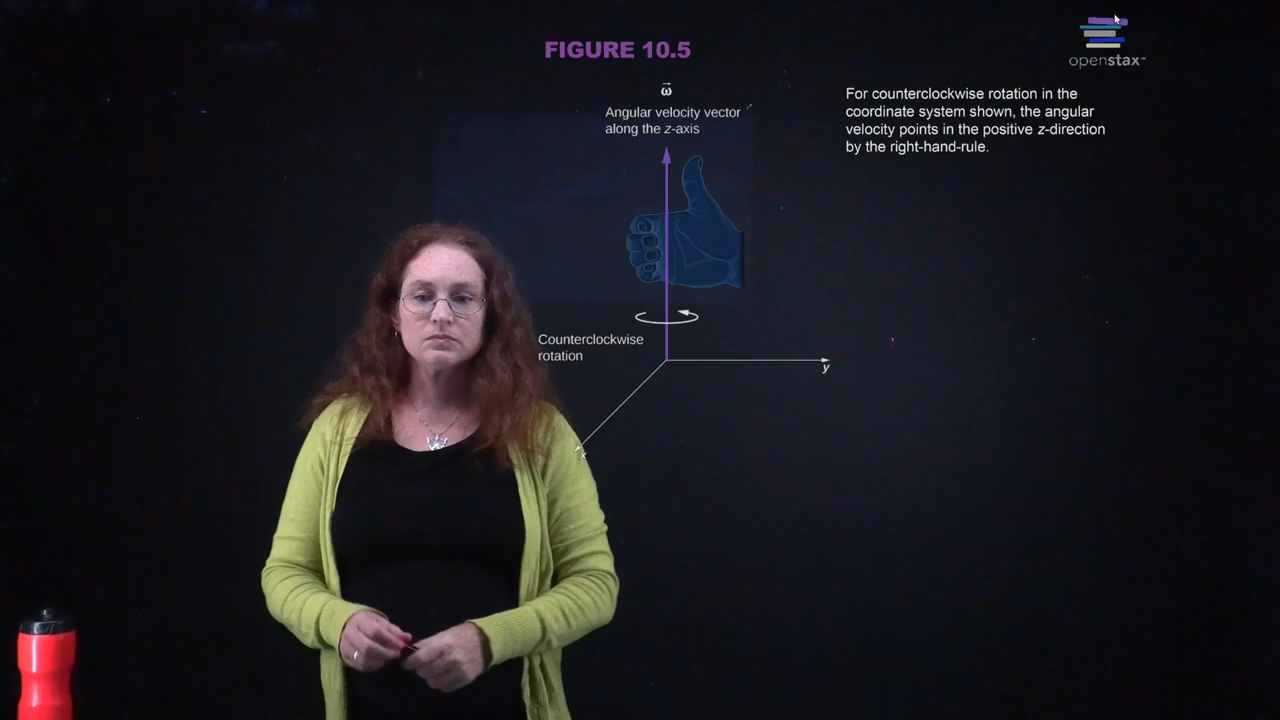 FIGURE 10.5
openstax™
ω
Angular velocity vector
along the z-axis
For counterclockwise rotation in the
coordinate system shown, the angular
velocity points in the positive z-direction
by the right-hand-rule.
Counterclockwise
rotation
y
x